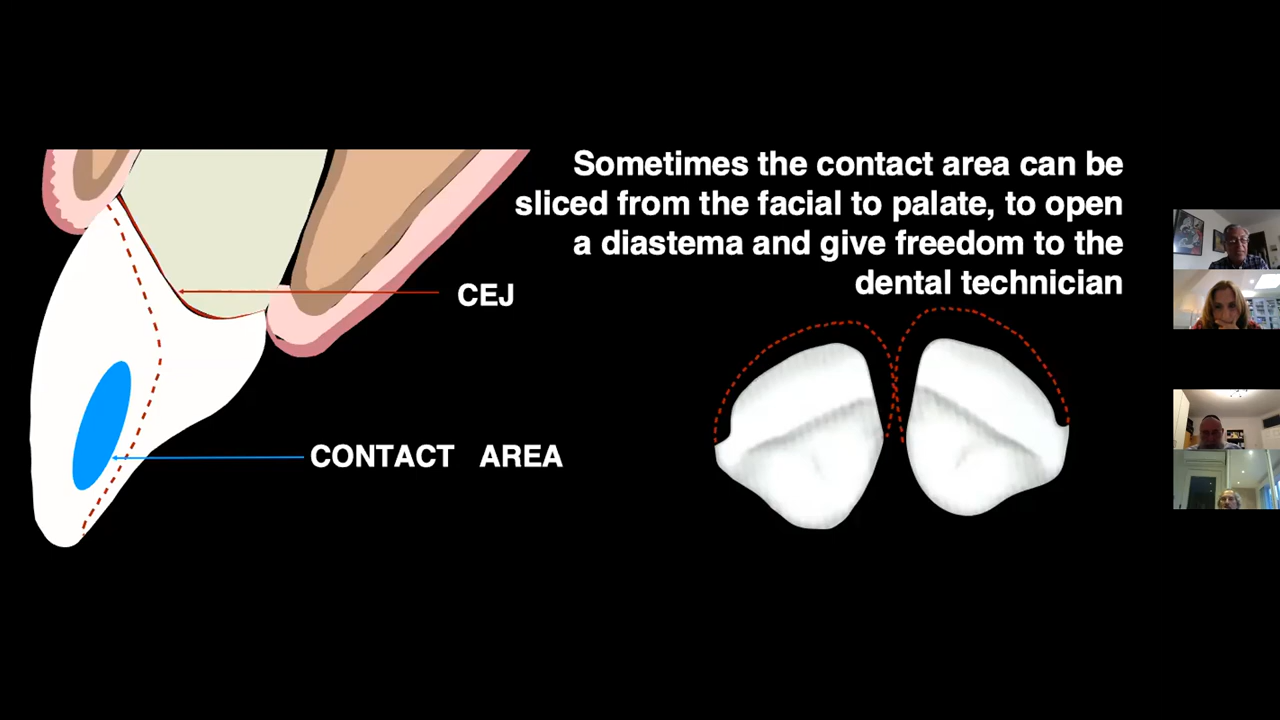 Sometimes the contact area can be
sliced from the facial to palate, to open
a diastema and give freedom to the
dental technician
CEJ
CONTACT AREA